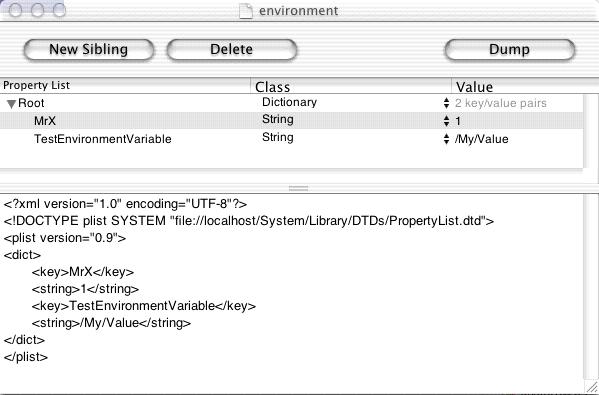 environment
New Sibling Delete Dump
Property List Class Value
Root Dictionary 2 key/value pairs
MrX String 1
TestEnvironmentVariable String /My/Value
<?xml version="1.0" encoding="UTF-8"?>
<!DOCTYPE plist SYSTEM "file://localhost/System/Library/DTDs/PropertyList.dtd">
<plist version="0.9">
<dict>
<key>MrX</key>
<string>1</string>
<key>TestEnvironmentVariable</key>
<string>/My/Value</string>
</dict>
</plist>